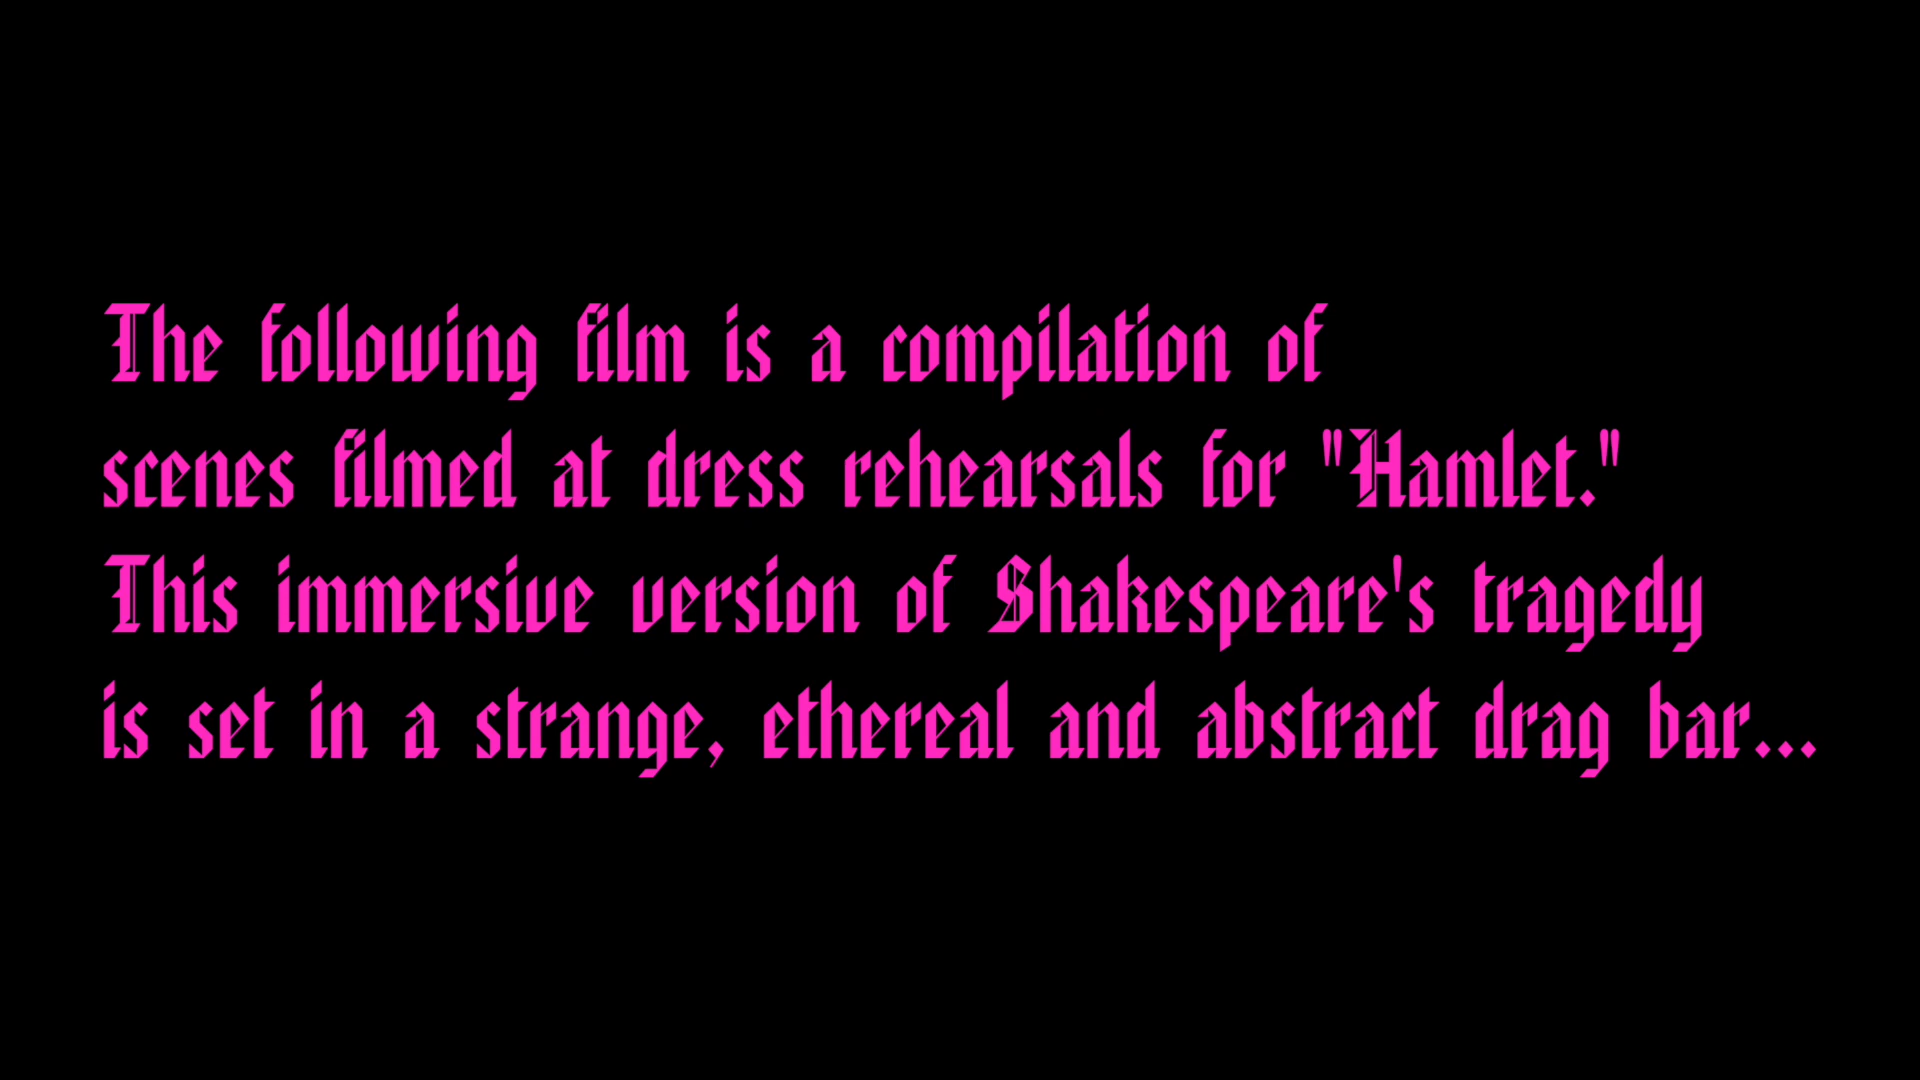 The following film is a compilation of
scenes filmed at dress rehearsals for "Hamlet."
This immersive version of Shakespeare's tragedy
is set in a strange, ethereal and abstract drag bar...